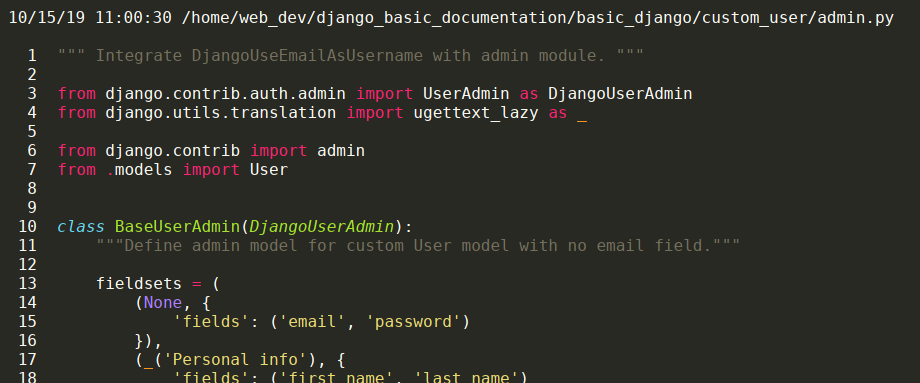 10/15/19 11:00:30 /home/web_dev/django_basic_documentation/basic_django/custom_user/admin.py
1 """ Integrate DjangoUseEmailAsUsername with admin module. """
2
3 from django.contrib.auth.admin import UserAdmin as DjangoUserAdmin
4 from django.utils.translation import ugettext_lazy as _
5
6 from django.contrib import admin
7 from .models import User
8
9
10 class BaseUserAdmin(DjangoUserAdmin):
11     """Define admin model for custom User model with no email field."""
12
13     fieldsets = (
14         (None, {
15             'fields': ('email', 'password')
16         }),
17         (_('Personal info'), {
18             'fields': ('first_name', 'last_name')